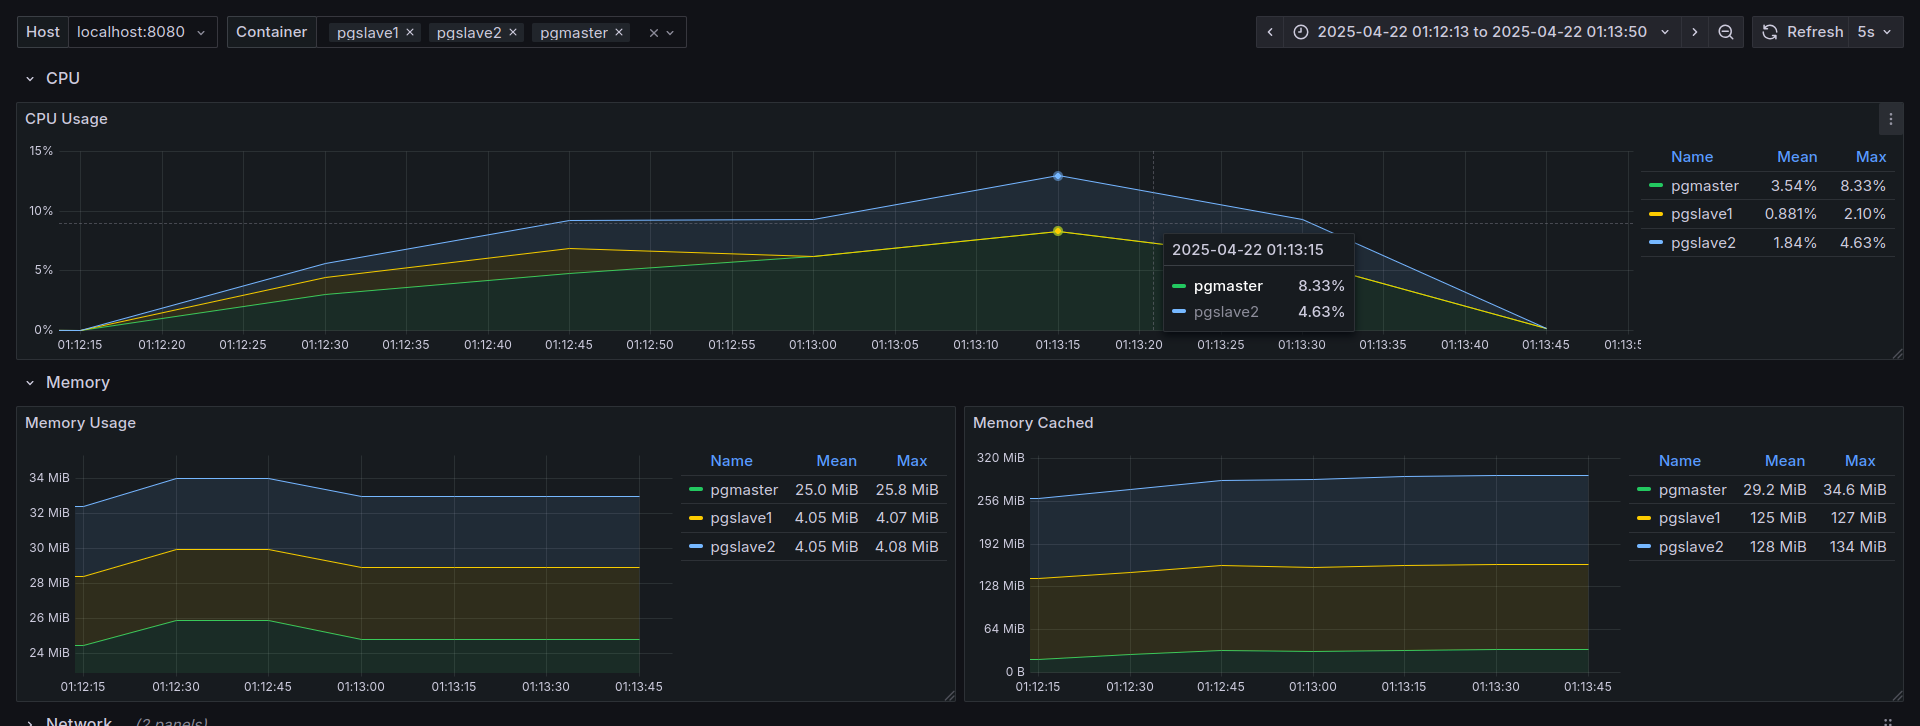 Host localhost:8080 Container pgslave1 pgslave2 pgmaster 2025-04-22 01:12:13 to 2025-04-22 01:13:50 Refresh 5s
CPU
CPU Usage
15%
10%
5%
0%
01:12:15 01:12:20 01:12:25 01:12:30 01:12:35 01:12:40 01:12:45 01:12:50 01:12:55 01:13:00 01:13:05 01:13:10 01:13:15 01:13:20 01:13:25 01:13:30 01:13:35 01:13:40 01:13:45 01:13:5
2025-04-22 01:13:15
pgmaster 8.33%
pgslave2 4.63%
Name Mean Max
pgmaster 3.54% 8.33%
pgslave1 0.881% 2.10%
pgslave2 1.84% 4.63%
Memory
Memory Usage
34 MiB
32 MiB
30 MiB
28 MiB
26 MiB
24 MiB
01:12:15 01:12:30 01:12:45 01:13:00 01:13:15 01:13:30 01:13:45
Name Mean Max
pgmaster 25.0 MiB 25.8 MiB
pgslave1 4.05 MiB 4.07 MiB
pgslave2 4.05 MiB 4.08 MiB
Memory Cached
320 MiB
256 MiB
192 MiB
128 MiB
64 MiB
0 B
01:12:15 01:12:30 01:12:45 01:13:00 01:13:15 01:13:30 01:13:45
Name Mean Max
pgmaster 29.2 MiB 34.6 MiB
pgslave1 125 MiB 127 MiB
pgslave2 128 MiB 134 MiB
Network (2 panels)